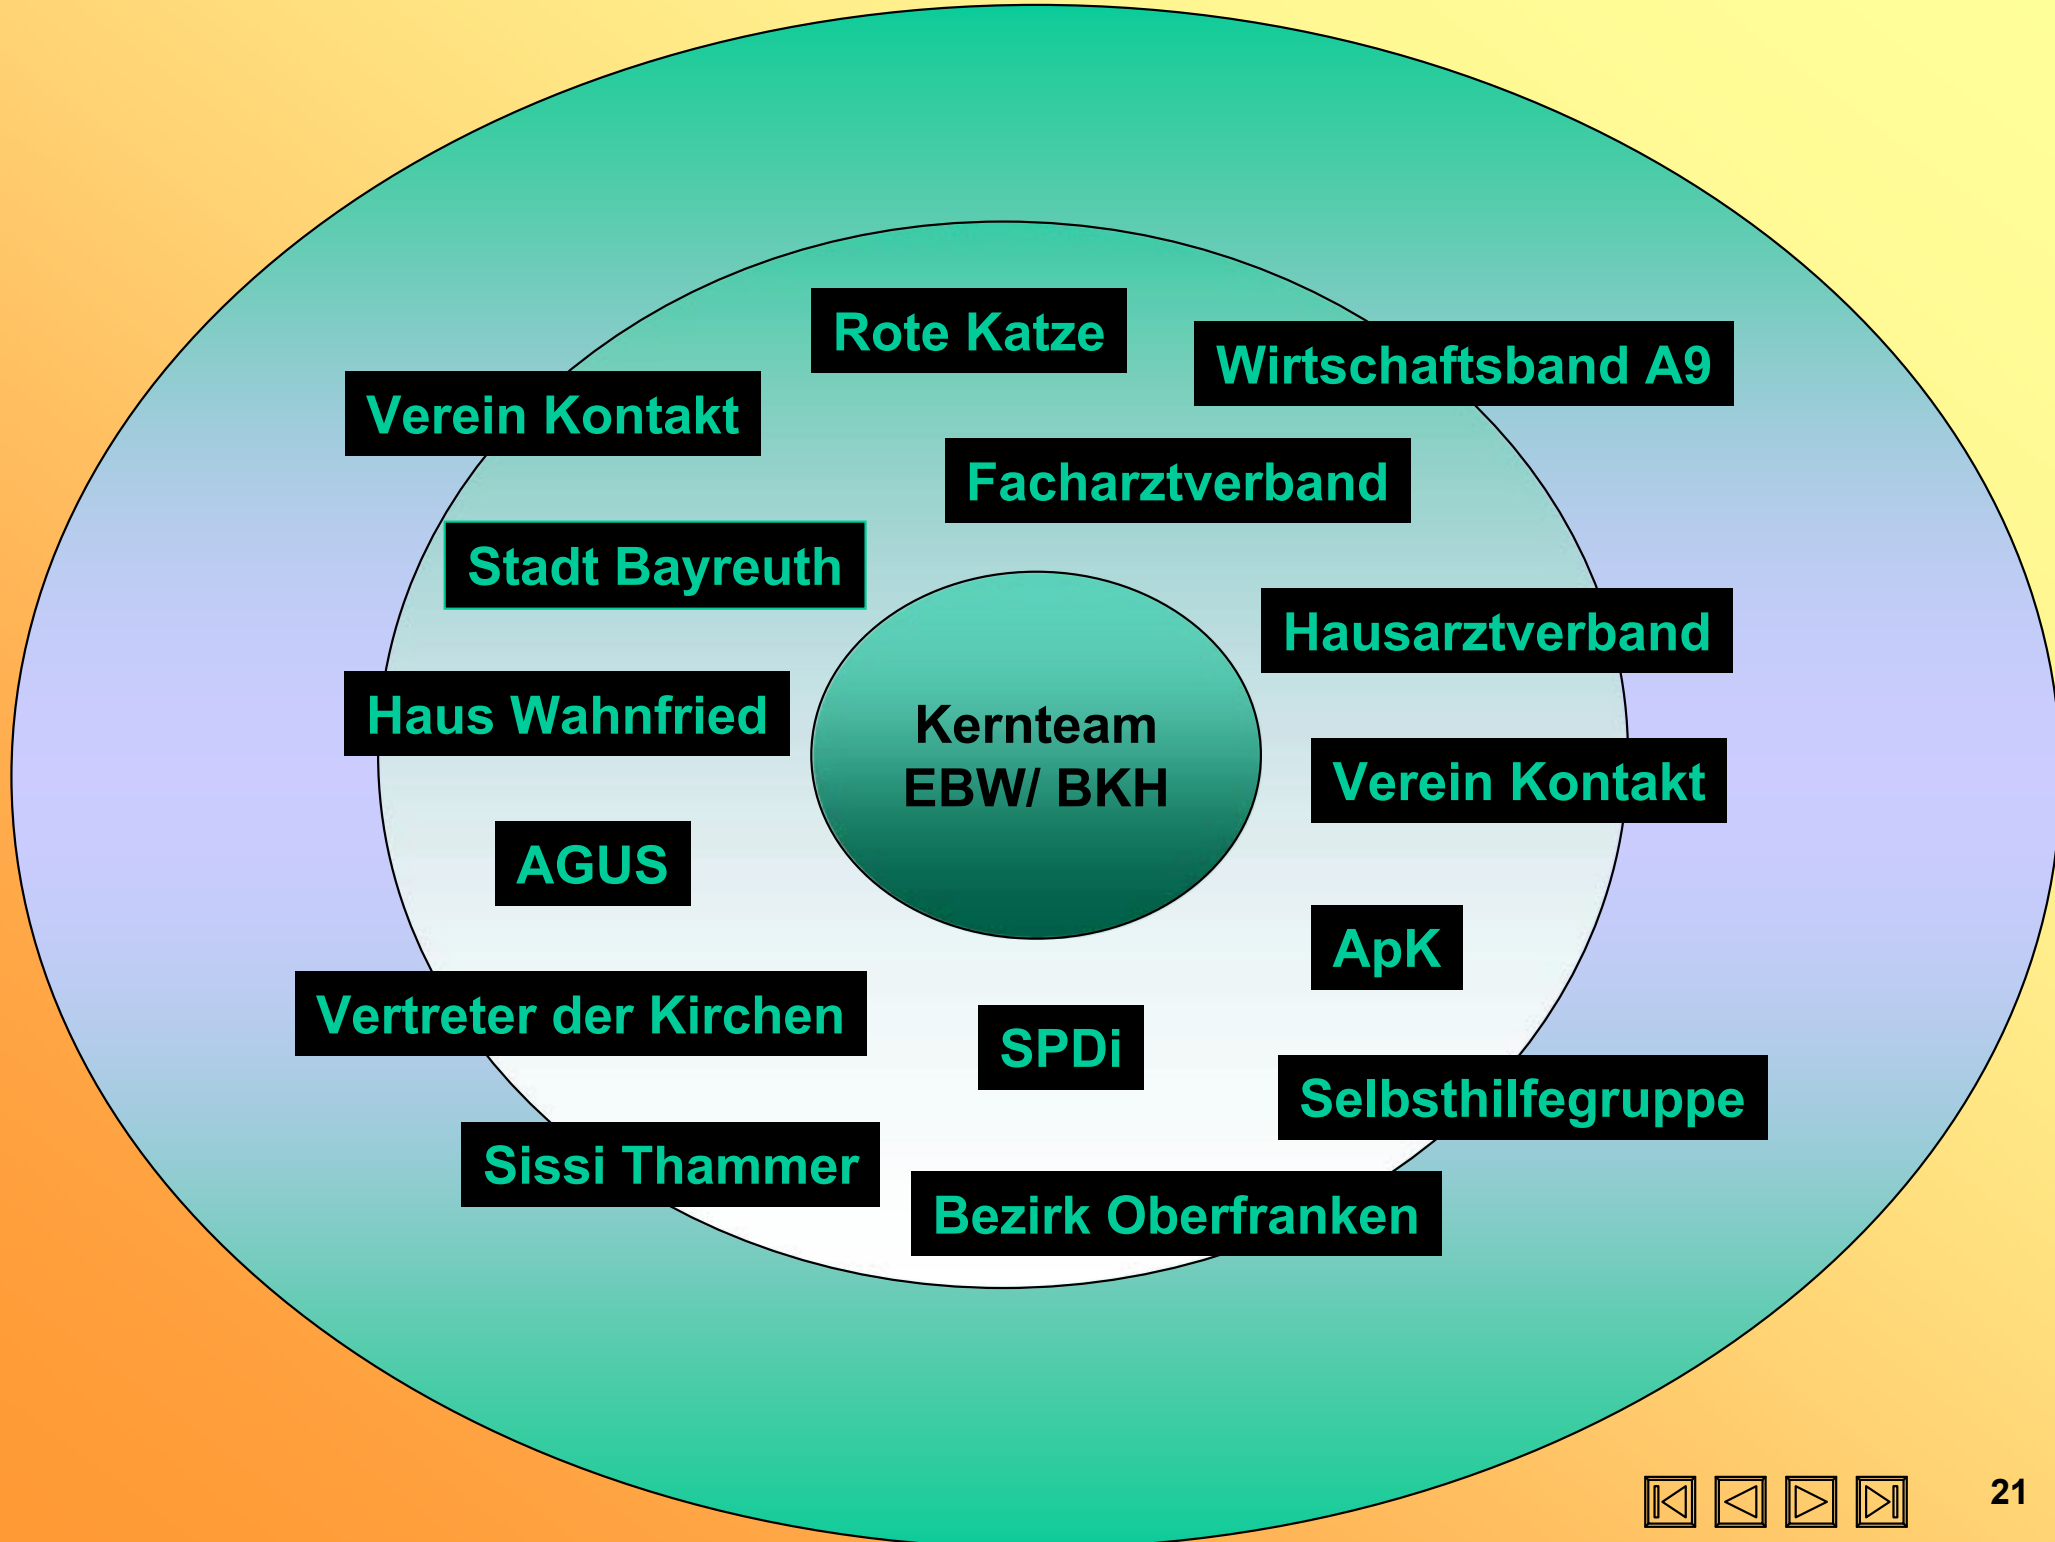 Rote Katze
Wirtschaftsband A9
Verein Kontakt
Facharztverband
Stadt Bayreuth
Hausarztverband
Haus Wahnfried
Kernteam
EBW/ BKH
Verein Kontakt
AGUS
ApK
Vertreter der Kirchen
SPDi
Selbsthilfegruppe
Sissi Thammer
Bezirk Oberfranken
21